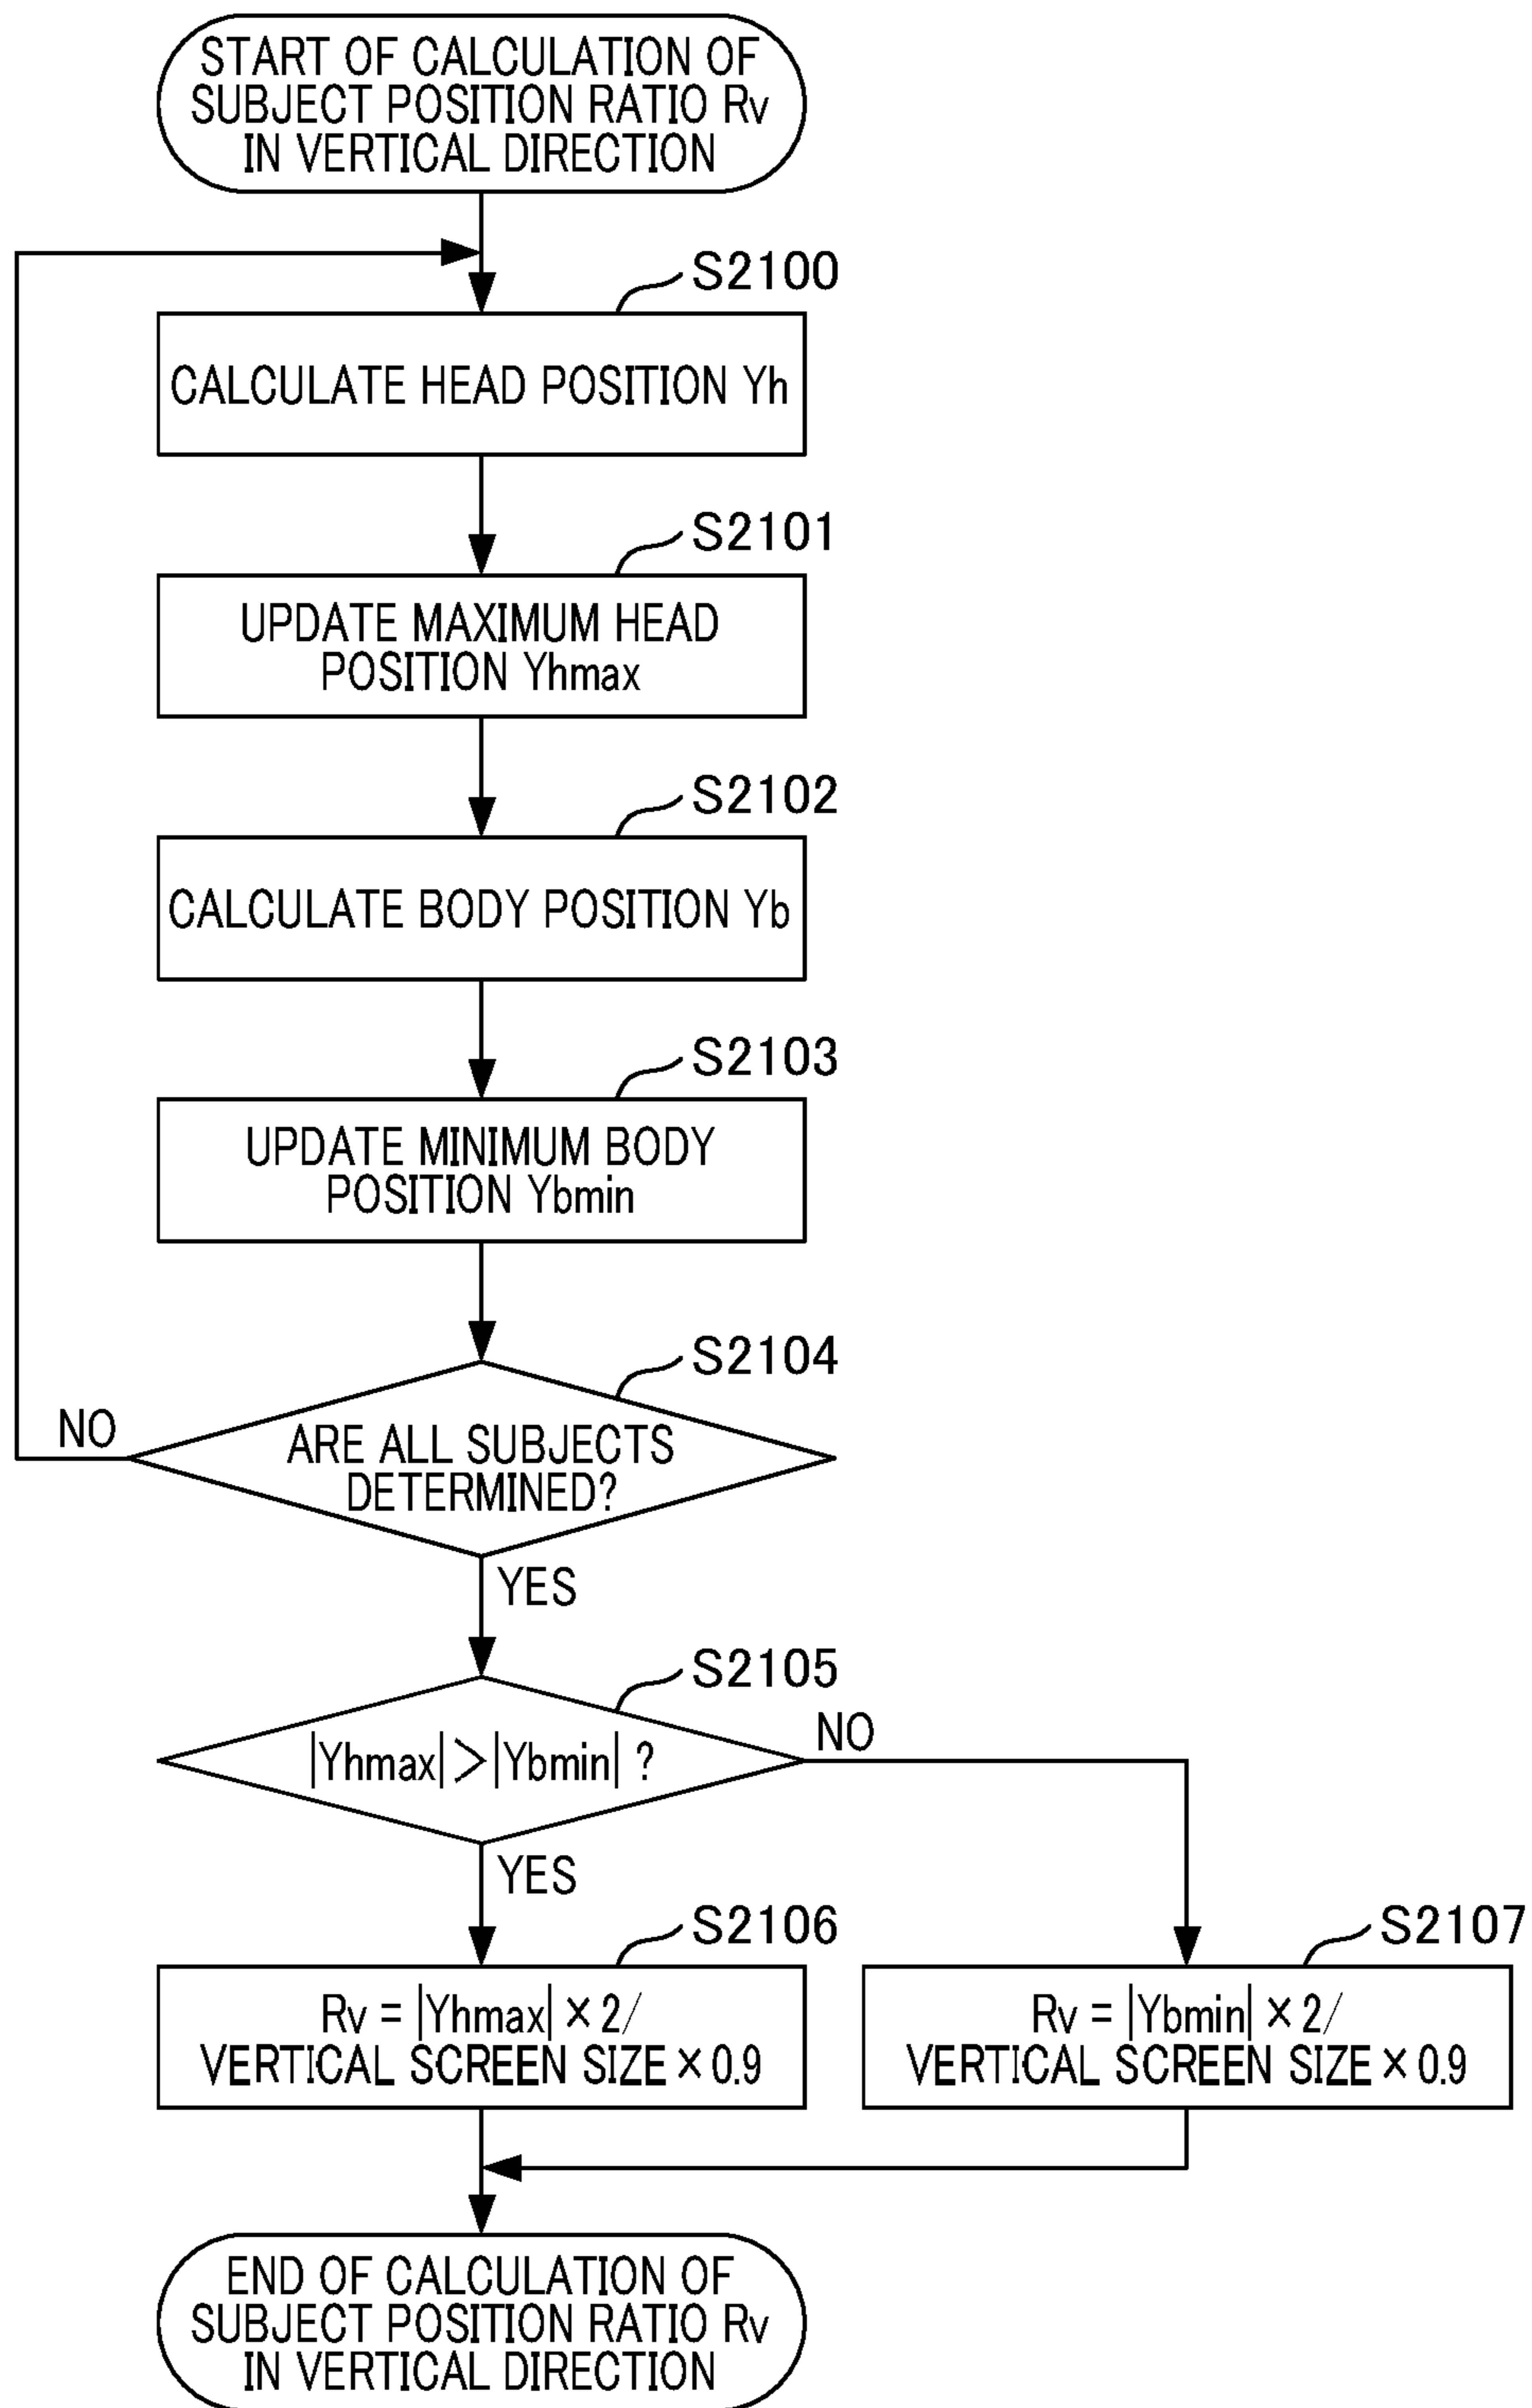 START OF CALCULATION OF
SUBJECT POSITION RATIO Rv
IN VERTICAL DIRECTION
S2100
CALCULATE HEAD POSITION Yh
S2101
UPDATE MAXIMUM HEAD
POSITION Yhmax
S2102
CALCULATE BODY POSITION Yb
S2103
UPDATE MINIMUM BODY
POSITION Ybmin
S2104
NO
ARE ALL SUBJECTS
DETERMINED?
YES
S2105
NO
|Yhmax|>|Ybmin| ?
YES
S2106
Rv = |Yhmax| × 2/
VERTICAL SCREEN SIZE × 0.9
S2107
Rv = |Ybmin| × 2/
VERTICAL SCREEN SIZE × 0.9
END OF CALCULATION OF
SUBJECT POSITION RATIO Rv
IN VERTICAL DIRECTION